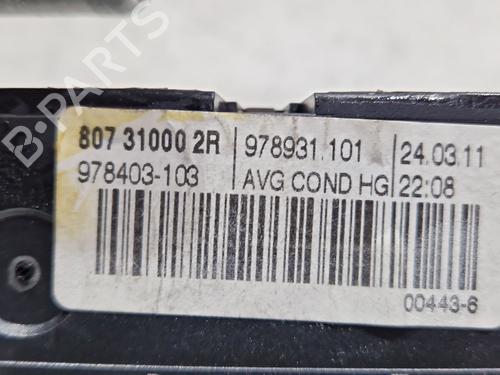 B-PARTS
807 31000 2R 978931.101 24.03.11
978403-103 AVG COND HG 22:08
00443-6